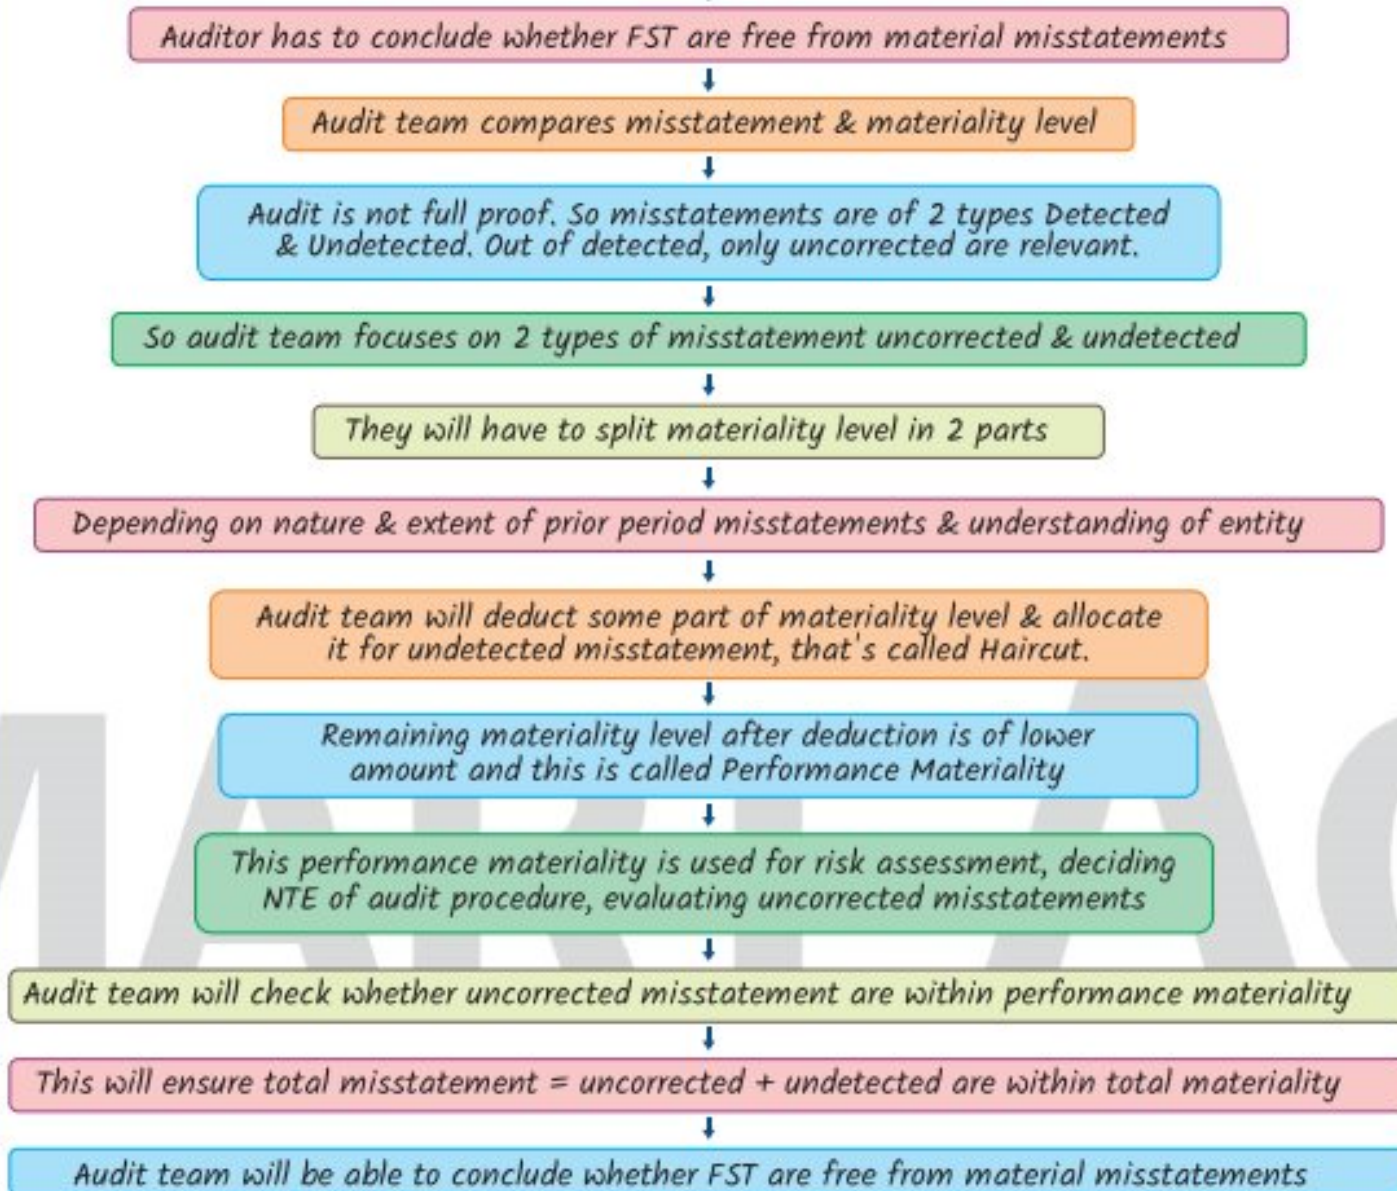 Auditor has to conclude whether FST are free from material misstatements
Audit team compares misstatement & materiality level
Audit is not full proof. So misstatements are of 2 types Detected
& Undetected. Out of detected, only uncorrected are relevant.
So audit team focuses on 2 types of misstatement uncorrected & undetected
They will have to split materiality level in 2 parts
Depending on nature & extent of prior period misstatements & understanding of entity
Audit team will deduct some part of materiality level & allocate
it for undetected misstatement, that's called Haircut.
Remaining materiality level after deduction is of lower
amount and this is called Performance Materiality
This performance materiality is used for risk assessment, deciding
NTE of audit procedure, evaluating uncorrected misstatements
Audit team will check whether uncorrected misstatement are within performance materiality
This will ensure total misstatement = uncorrected + undetected are within total materiality
Audit team will be able to conclude whether FST are free from material misstatements